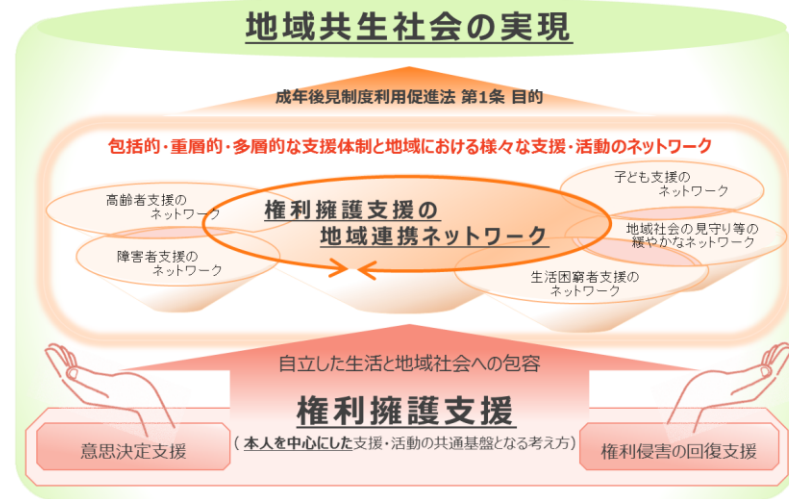 地域共生社会の実現
成年後見制度利用促進法 第1条 目的
包括的・重層的・多層的な支援体制と地域における様々な支援・活動のネットワーク
高齢者支援の
ネットワーク
障害者支援の
ネットワーク
権利擁護支援の
地域連携ネットワーク
子ども支援の
ネットワーク
地域社会の見守り等の
緩やかなネットワーク
生活困窮者支援の
ネットワーク
自立した生活と地域社会への包容
権利擁護支援
（本人を中心にした支援・活動の共通基盤となる考え方）
意思決定支援
権利侵害の回復支援